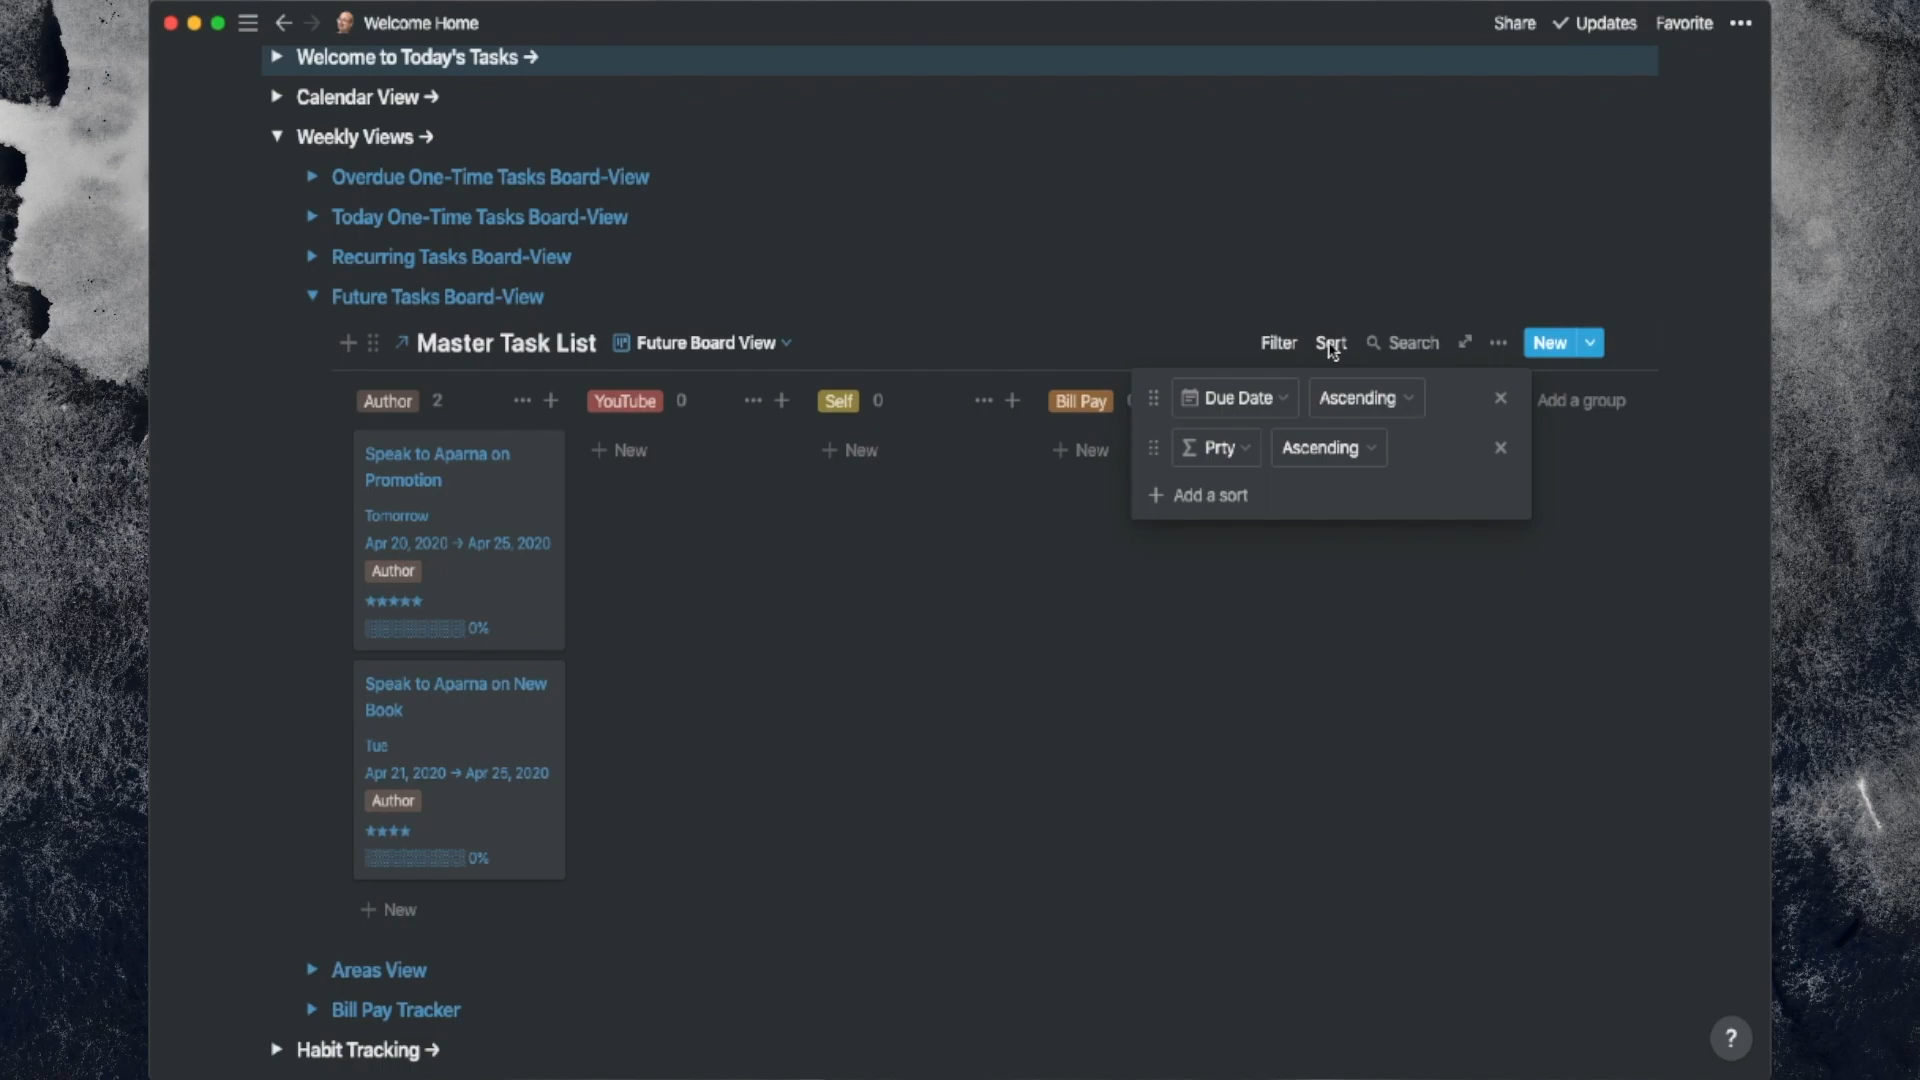 Welcome Home
Share ✓ Updates Favorite •••
Welcome to Today's Tasks →
Calendar View →
Weekly Views →
Overdue One-Time Tasks Board-View
Today One-Time Tasks Board-View
Recurring Tasks Board-View
Future Tasks Board-View
Master Task List Future Board View
Filter Sort Search ••• New
Author 2 ••• +
YouTube 0 ••• +
Self 0 ••• +
Bill Pay
Add a group
Due Date Ascending
Prty Ascending
+ Add a sort
+ New
+ New
+ New
Speak to Aparna on
Promotion
Tomorrow
Apr 20, 2020 → Apr 25, 2020
Author
★★★★★
0%
Speak to Aparna on New
Book
Tue
Apr 21, 2020 → Apr 25, 2020
Author
★★★★
0%
+ New
Areas View
Bill Pay Tracker
Habit Tracking →
?